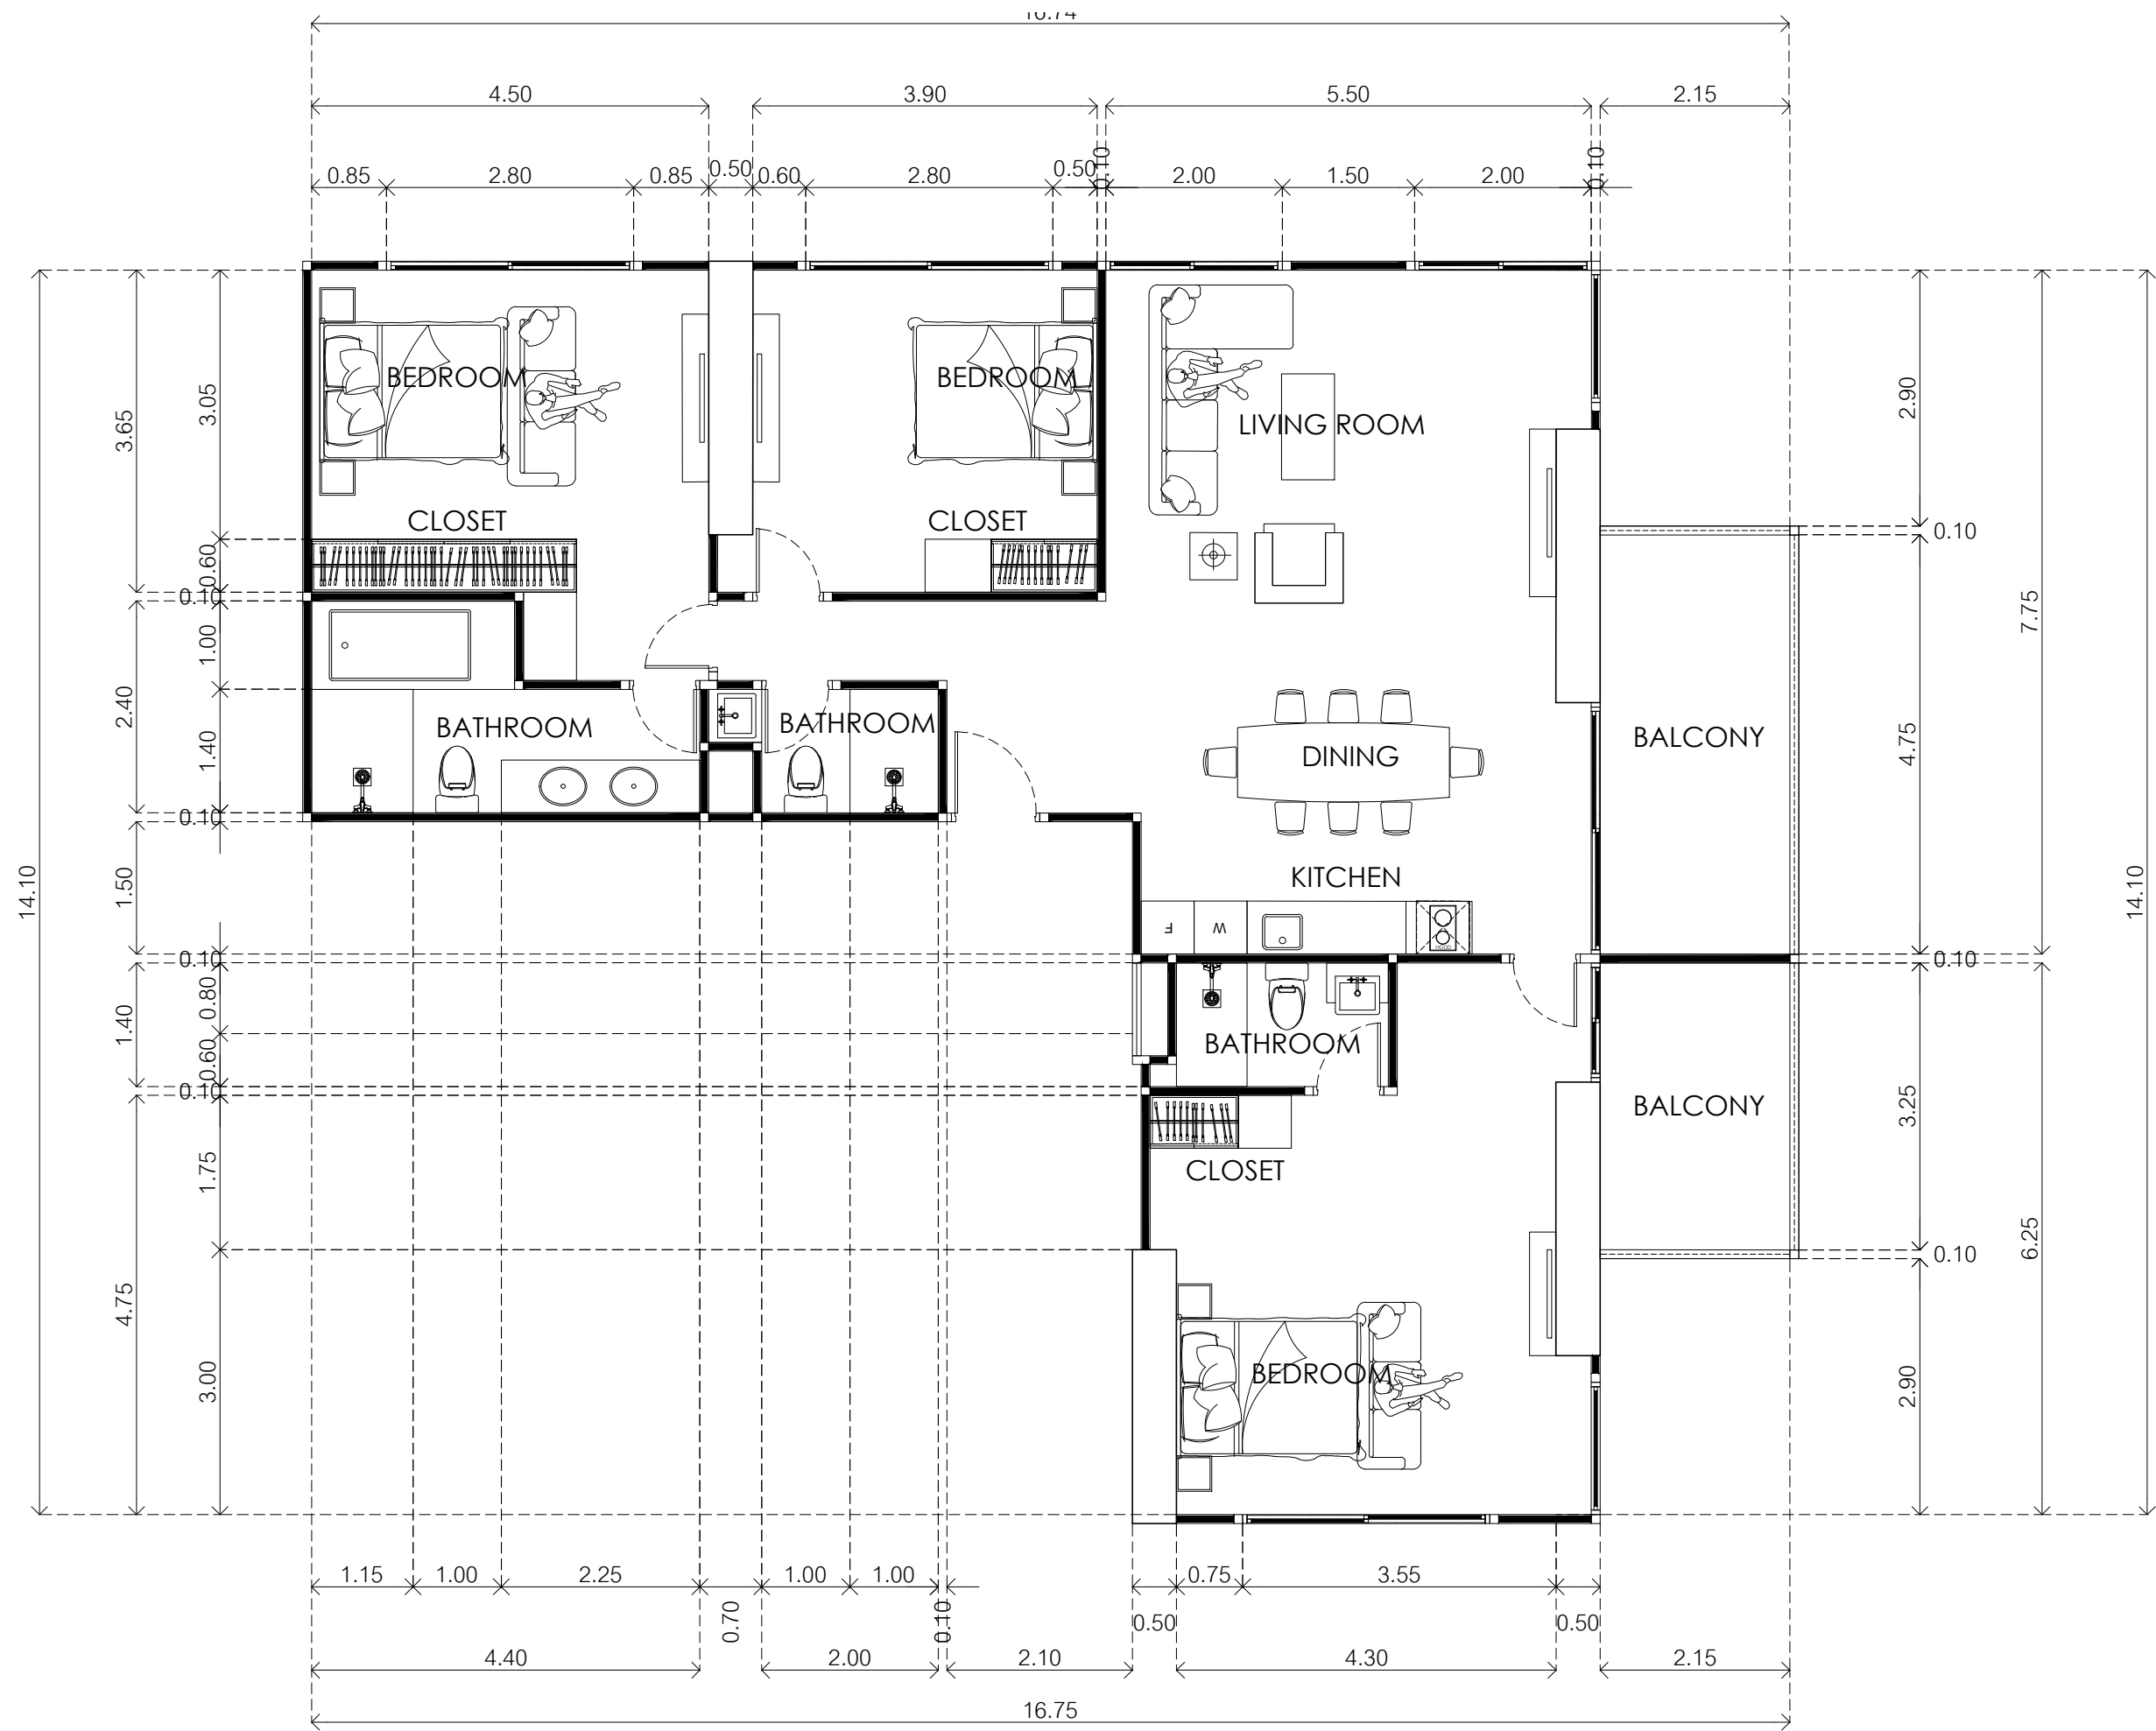 16.74
4.50 3.90 5.50 2.15
0.85 2.80 0.85 0.50 0.60 2.80 0.50 0.10 2.00 1.50 2.00 0.10
BEDROOM BEDROOM
LIVING ROOM
CLOSET CLOSET
BATHROOM BATHROOM
DINING
BALCONY
KITCHEN
F W
HOOD
BATHROOM
BALCONY
CLOSET
BEDROOM
14.10
3.65
0.10
2.40
0.10
1.50
0.10
1.40
0.10
4.75
3.05
0.60
1.00
1.40
0.80
0.60
1.75
3.00
2.90
0.10
4.75
0.10
3.25
0.10
2.90
7.75
6.25
14.10
1.15 1.00 2.25 0.70 1.00 1.00 0.10 0.50 0.75 3.55 0.50
4.40 2.00 2.10 4.30 2.15
16.75